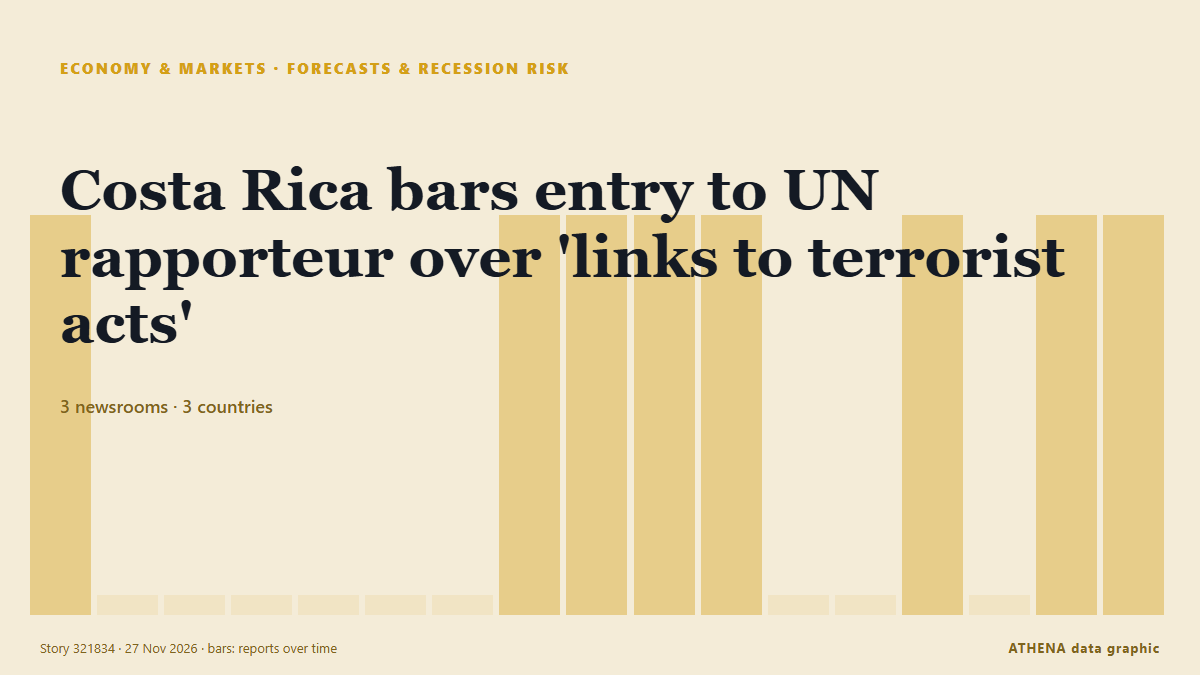 ECONOMY & MARKETS · FORECASTS & RECESSION RISK
Costa Rica bars entry to UN
rapporteur over 'links to terrorist
acts'
3 newsrooms · 3 countries
Story 321834 · 27 Nov 2026 · bars: reports over time
ATHENA data graphic